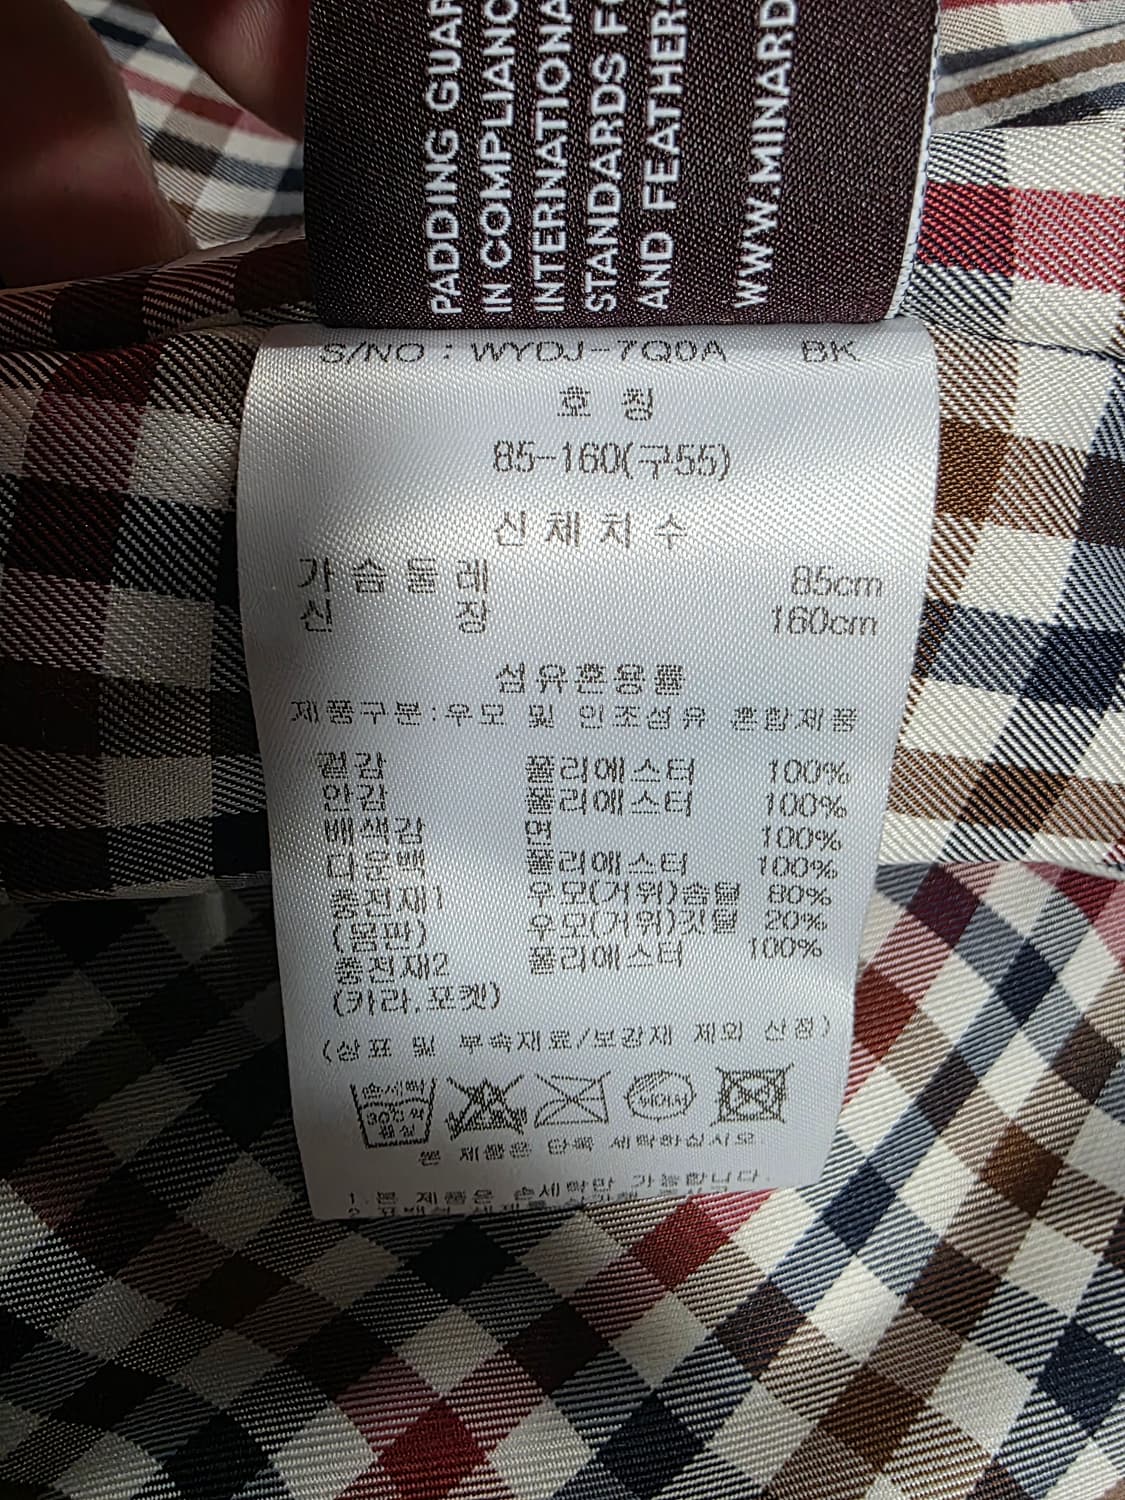 PADDING GUAR
IN COMPLIANC
INTERNATIONA
STANDARDS F
AND FEATHER
WWW.MINARD
S/NO : WYDJ-7Q0A BK
호칭
85-160(구55)
신체치수
가슴둘레 85cm
신장 160cm
섬유혼용률
제품구분:우모 및 인조섬유 혼합제품
겉감 폴리에스터 100%
안감 폴리에스터 100%
배색감 면 100%
다운백 폴리에스터 100%
충전재1 우모(거위)솜털 80%
(몸판) 우모(거위)깃털 20%
충전재2 폴리에스터 100%
(카라,포켓)
(상표 및 부속재료/보강재 제외 산정)
손세탁
30℃ 약
중성
드라이
본 제품은 단독 세탁하십시오.
1.본 제품은 손세탁만 가능합니다.